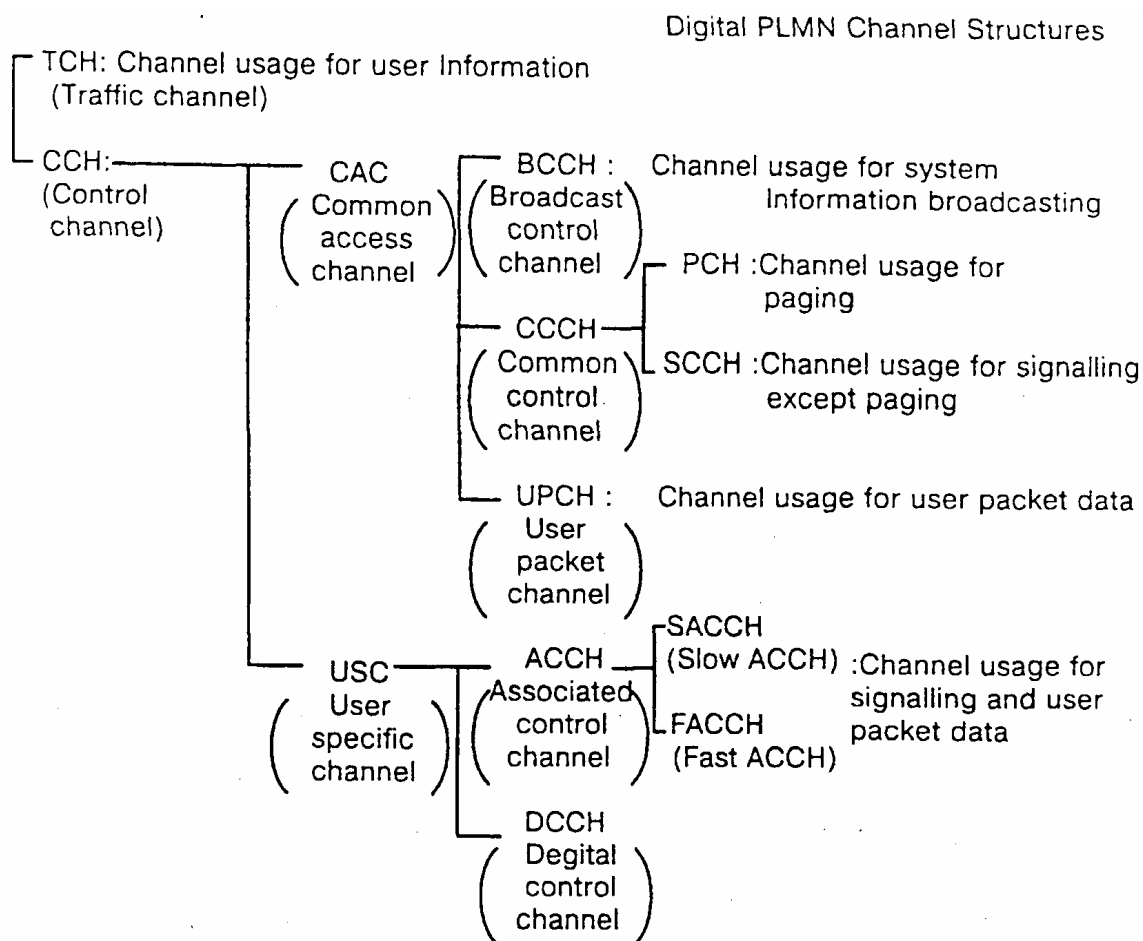 Digital PLMN Channel Structures
TCH: Channel usage for user Information
(Traffic channel)
CCH:
(Control
channel)
CAC
(Common
access
channel)
BCCH :
(Broadcast
control
channel)
Channel usage for system
Information broadcasting
CCCH
(Common
control
channel)
PCH :Channel usage for
paging
SCCH :Channel usage for signalling
except paging
UPCH :
(User
packet
channel)
Channel usage for user packet data
USC
(User
specific
channel)
ACCH
(Associated
control
channel)
SACCH
(Slow ACCH)
FACCH
(Fast ACCH)
:Channel usage for
signalling and user
packet data
DCCH
(Degital
control
channel)